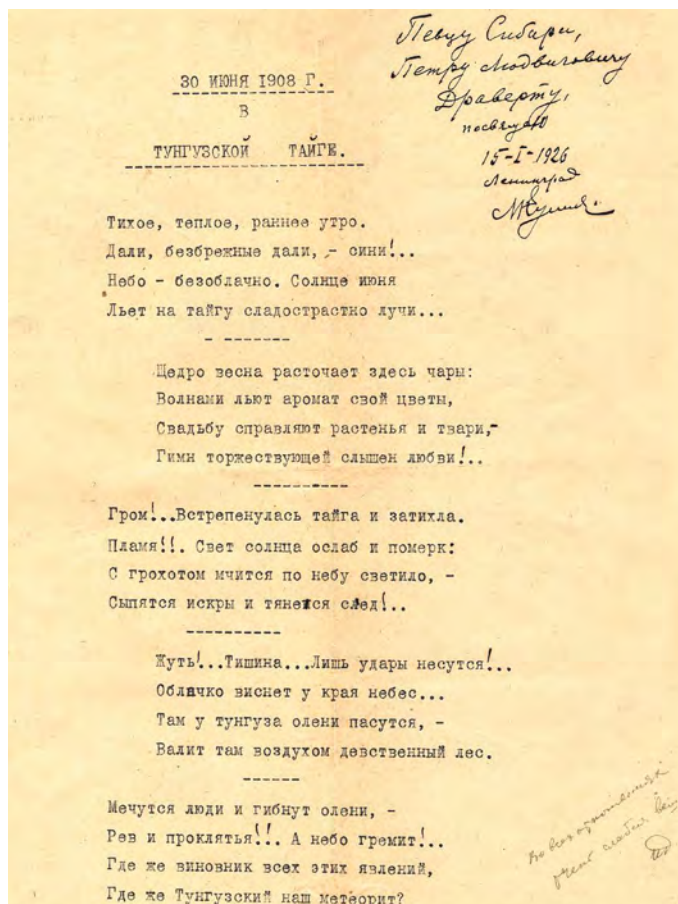 Певцу Сибири,
Петру Людвиговичу
Драверту,
посвящаю
15-I-1926
Ленинград
30 ИЮНЯ 1908 Г.
В
ТУНГУЗСКОЙ ТАЙГЕ.
Тихое, теплое, раннее утро.
Дали, безбрежные дали, - сини!...
Небо - безоблачно. Солнце июня
Льет на тайгу сладострастно лучи...
Щедро весна расточает здесь чары:
Волнами льют аромат свой цветы,
Свадьбу справляют растенья и твари,-
Гимн торжествующей слышен любви!..
Гром!...Встрепенулась тайга и затихла.
Пламя!!. Свет солнца ослаб и померк:
С грохотом мчится по небу светило, -
Сыпятся искры и тянется след!..
Жуть!...Тишина...Лишь удары несутся!...
Облачко виснет у края небес...
Там у тунгуза олени пасутся, -
Валит там воздухом девственный лес.
Мечутся люди и гибнут олени, -
Рев и проклятья!!. А небо гремит!..
Где же виновник всех этих явлений,
Где же Тунгузский наш метеорит?
Во всех отношениях
очень слабая